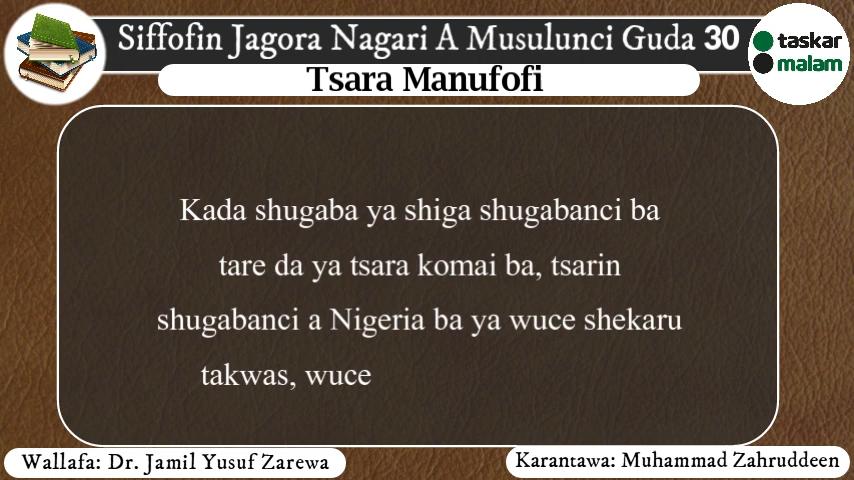 Siffofin Jagora Nagari A Musulunci Guda 30
taskar
malam
Tsara Manufofi
Kada shugaba ya shiga shugabanci ba
tare da ya tsara komai ba, tsarin
shugabanci a Nigeria ba ya wuce shekaru
takwas, wuce
Wallafa: Dr. Jamil Yusuf Zarewa
Karantawa: Muhammad Zahruddeen